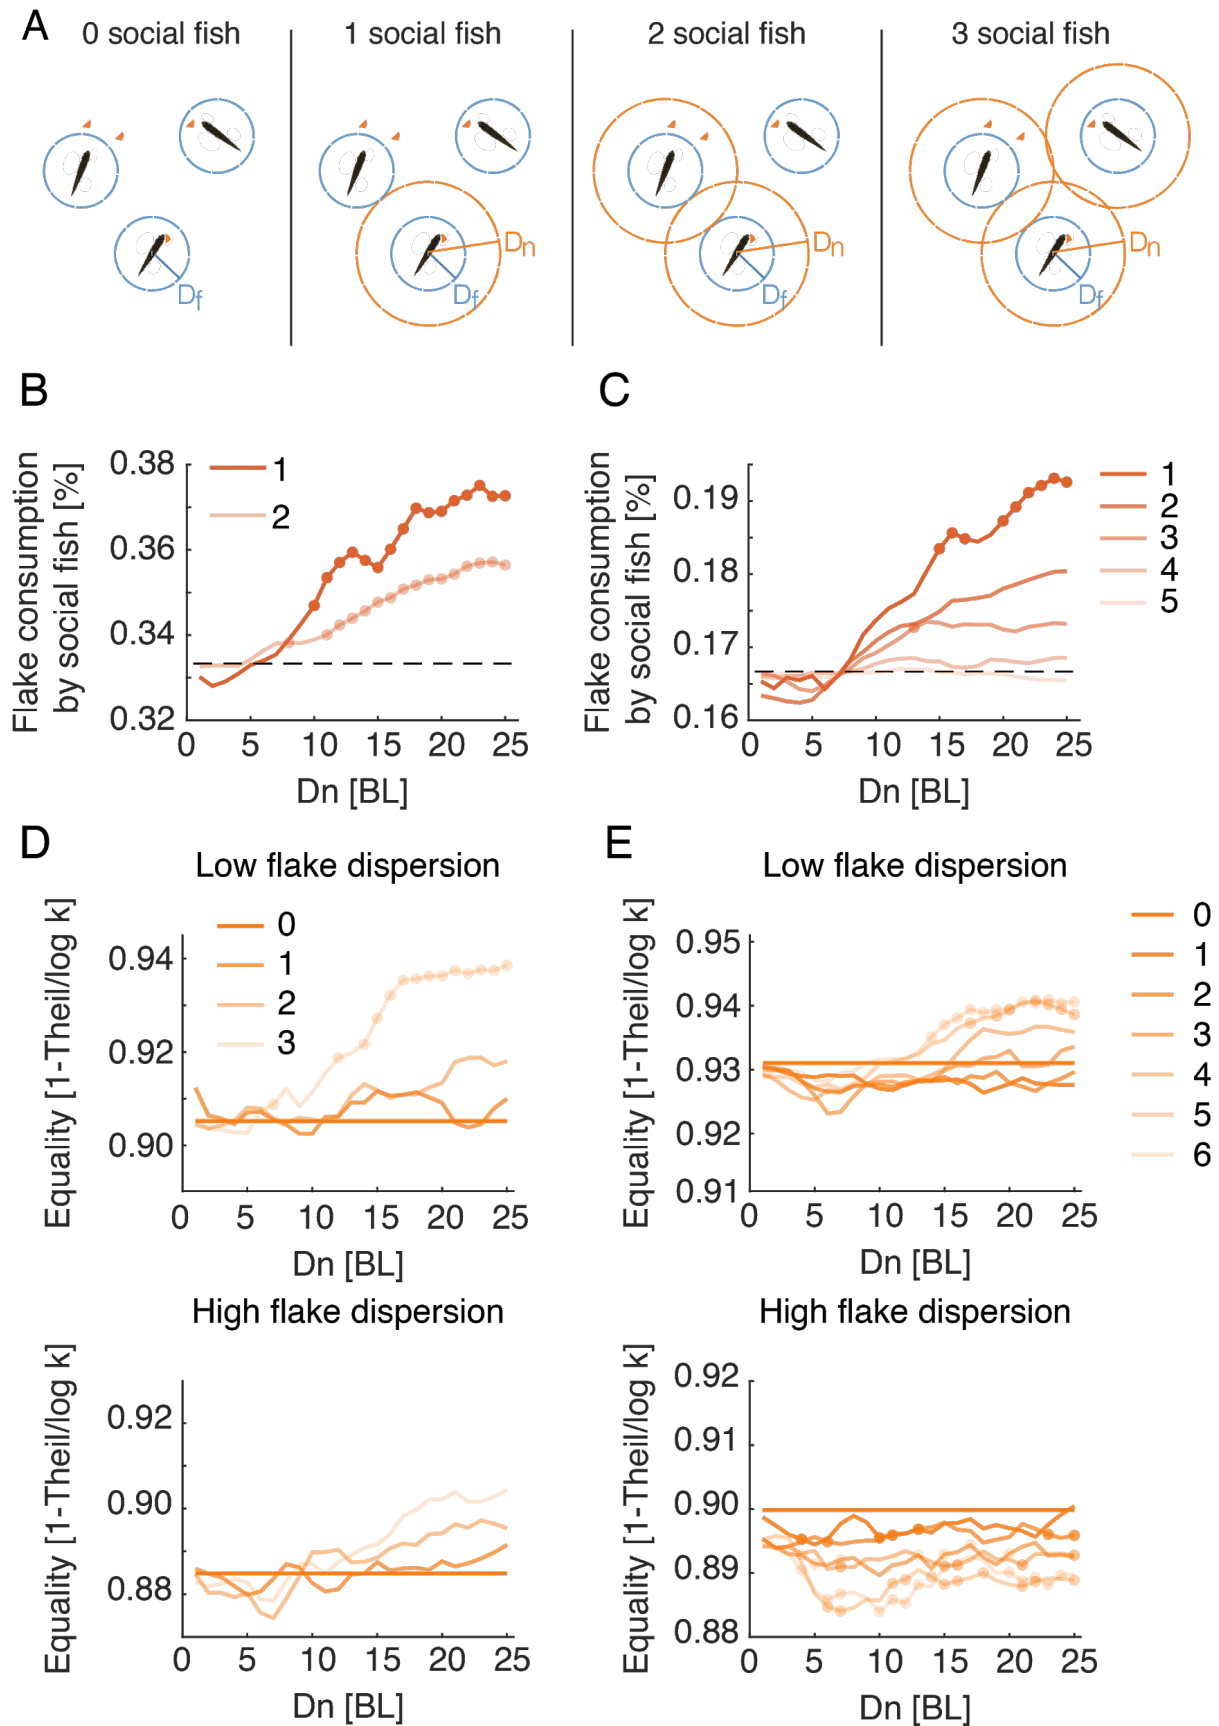 A
0 social fish
1 social fish
2 social fish
3 social fish
Df
Dn
Df
Dn
Df
Dn
Df
B
Flake consumption
by social fish [%]
0.38
0.36
0.34
0.32
1
2
0
5
10
15
20
25
Dn [BL]
C
Flake consumption
by social fish [%]
0.19
0.18
0.17
0.16
1
2
3
4
5
0
5
10
15
20
25
Dn [BL]
D
Low flake dispersion
Equality [1-Theil/log k]
0.94
0.92
0.90
0
1
2
3
0
5
10
15
20
25
Dn [BL]
E
Low flake dispersion
Equality [1-Theil/log k]
0.95
0.94
0.93
0.92
0.91
0
1
2
3
4
5
6
0
5
10
15
20
25
Dn [BL]
High flake dispersion
Equality [1-Theil/log k]
0.92
0.90
0.88
0
5
10
15
20
25
Dn [BL]
High flake dispersion
Equality [1-Theil/log k]
0.92
0.91
0.90
0.89
0.88
0
5
10
15
20
25
Dn [BL]